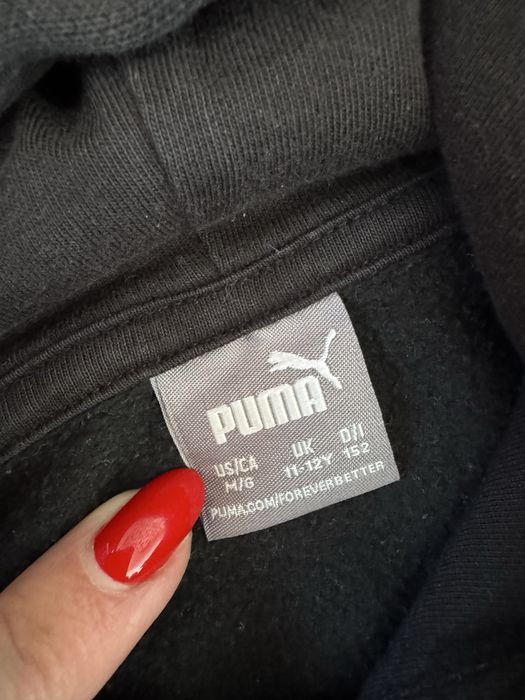 PUMA
US/CA UK D/I
M/G 11-12Y 152
PUMA.COM/FOREVERBETTER